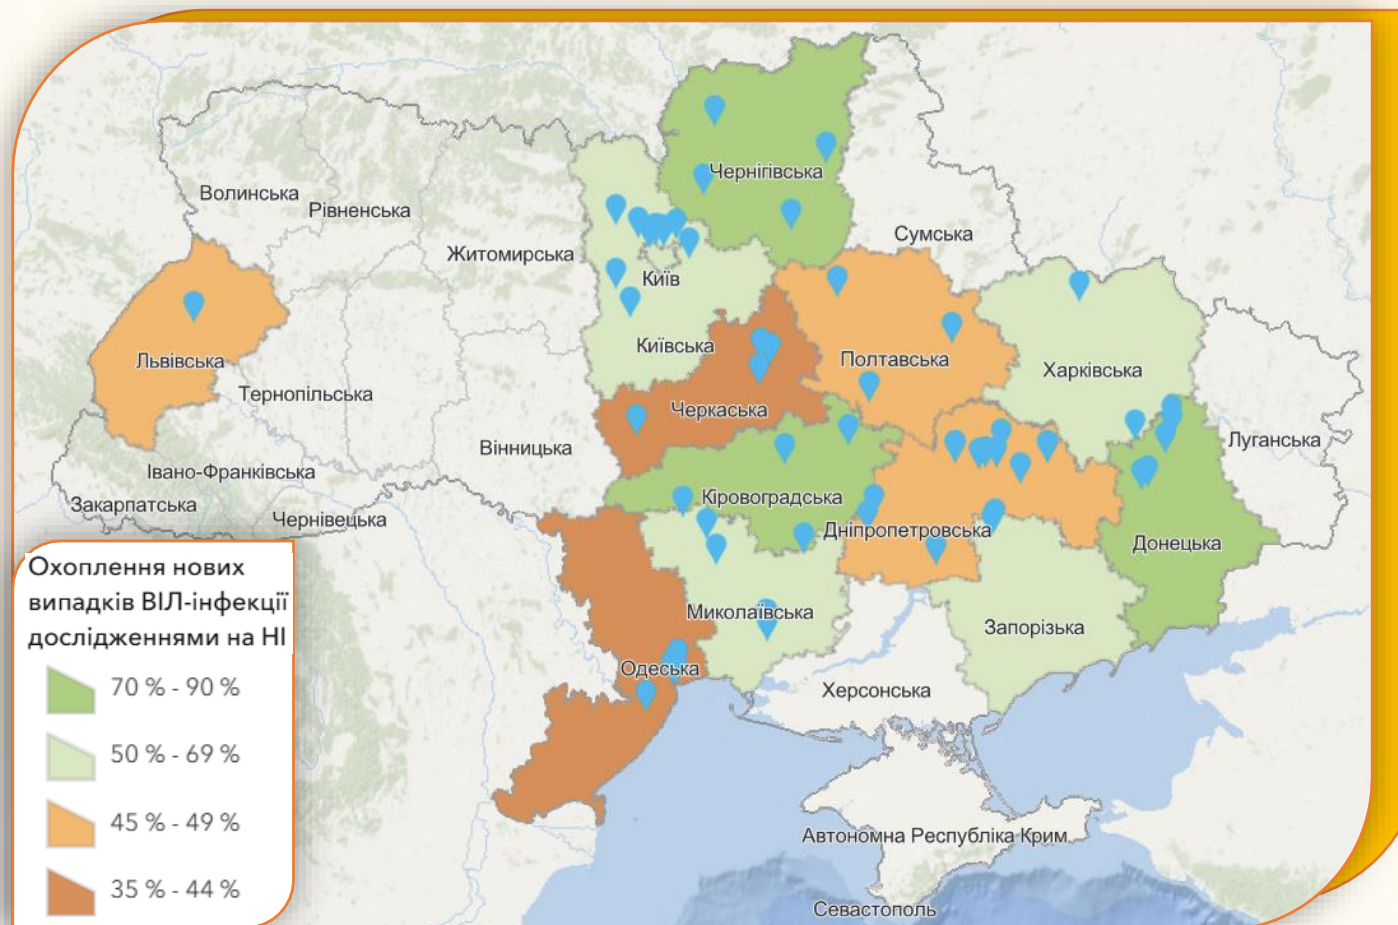 Чернігівська
Волинська
Рівненська
Сумська
Житомирська
Київ
Львівська
Київська
Полтавська
Харківська
Тернопільська
Черкаська
Вінницька
Луганська
Івано-Франківська
Закарпатська
Кіровоградська
Чернівецька
Дніпропетровська
Донецька
Охоплення нових
випадків ВІЛ-інфекції
дослідженнями на НІ
70 % - 90 %
50 % - 69 %
45 % - 49 %
35 % - 44 %
Миколаївська
Запорізька
Одеська
Херсонська
Автономна Республіка Крим
Севастополь